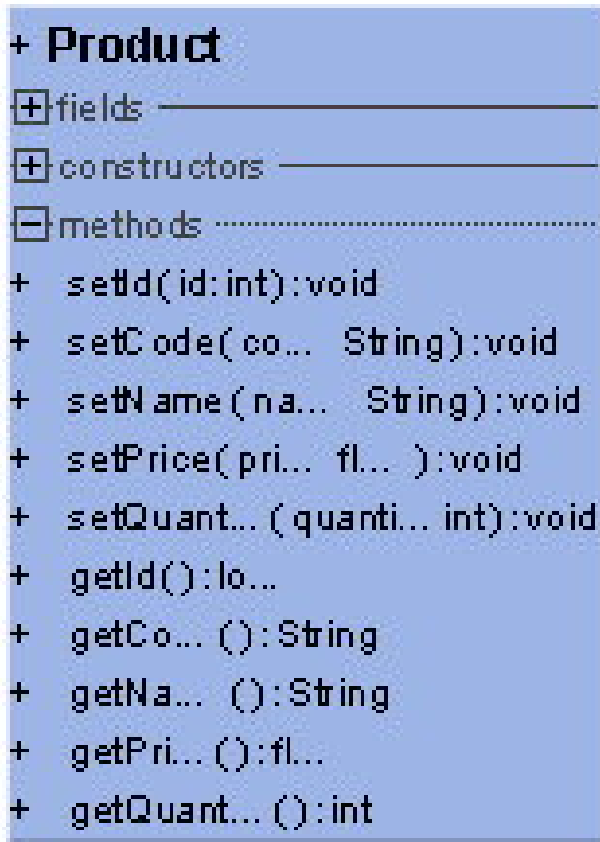 + Product
+ fields
+ constructors
- methods
+ setId(id:int):void
+ setCode(co... String):void
+ setName(na... String):void
+ setPrice(pri... fl... ):void
+ setQuant...(quanti... int):void
+ getId():lo...
+ getCo...():String
+ getNa... ():String
+ getPri...():fl...
+ getQuant...():int